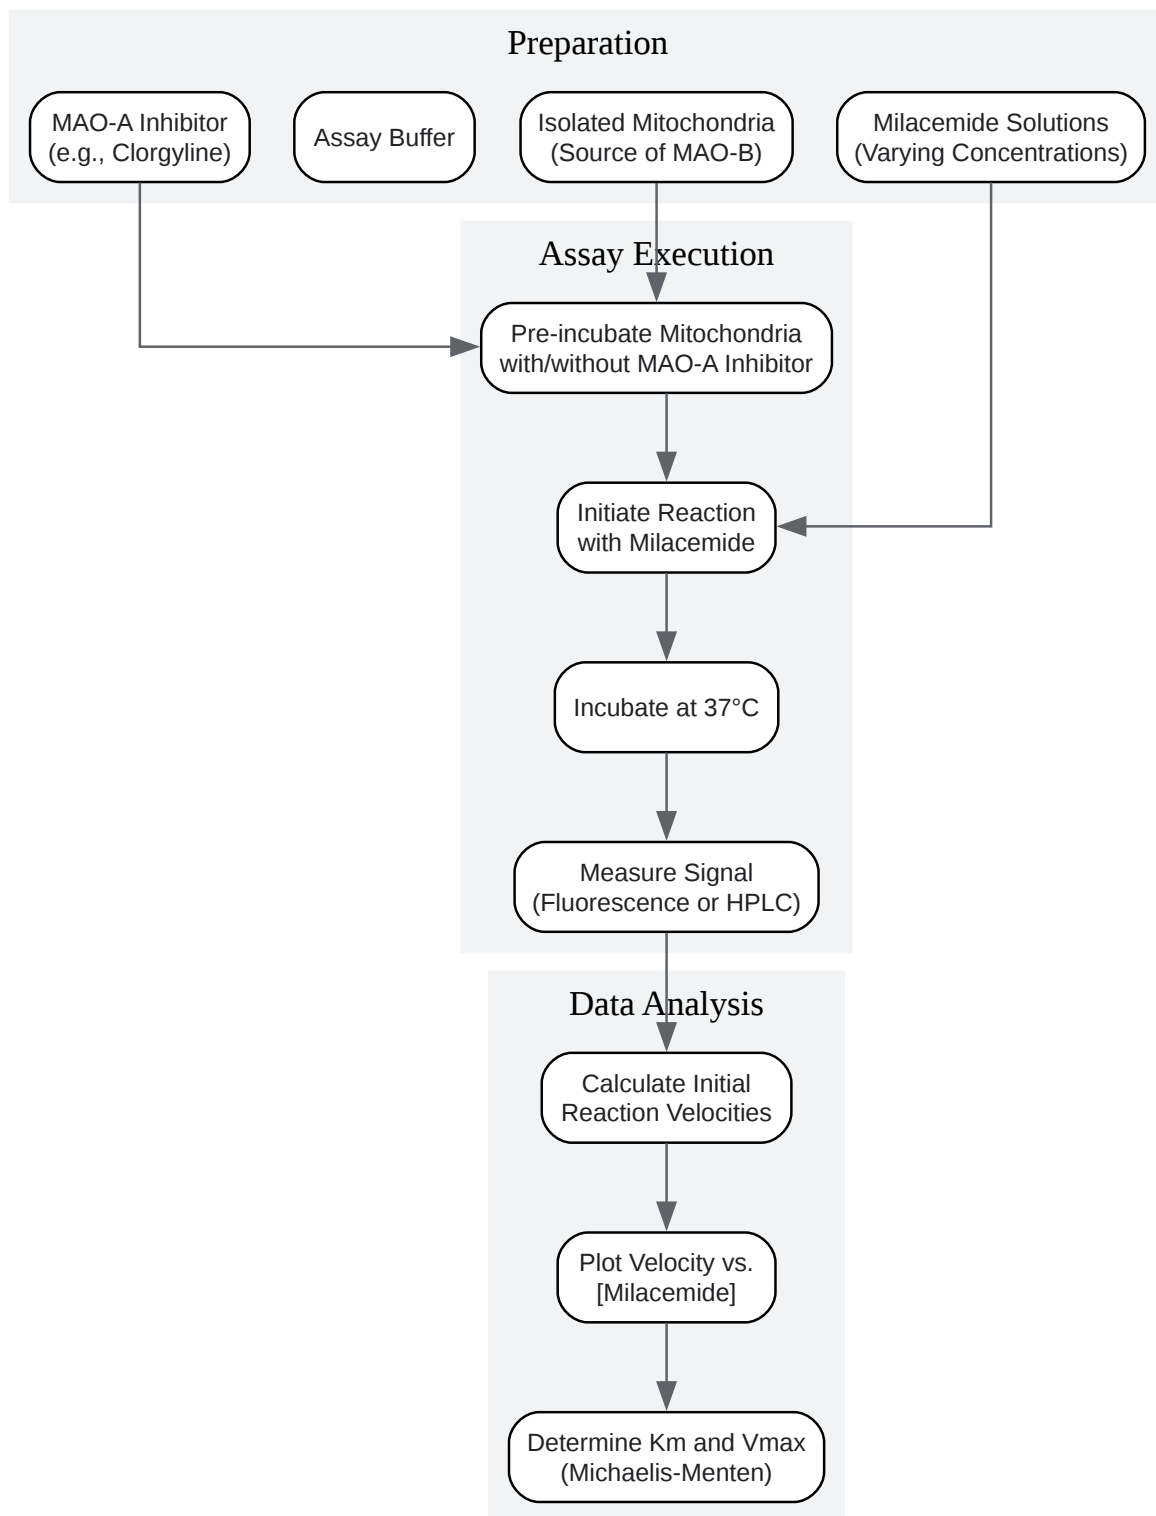 Preparation
MAO-A Inhibitor
(e.g., Clorgyline)
Assay Buffer
Isolated Mitochondria
(Source of MAO-B)
Milacemide Solutions
(Varying Concentrations)
Assay Execution
Pre-incubate Mitochondria
with/without MAO-A Inhibitor
Initiate Reaction
with Milacemide
Incubate at 37°C
Measure Signal
(Fluorescence or HPLC)
Data Analysis
Calculate Initial
Reaction Velocities
Plot Velocity vs.
[Milacemide]
Determine Km and Vmax
(Michaelis-Menten)